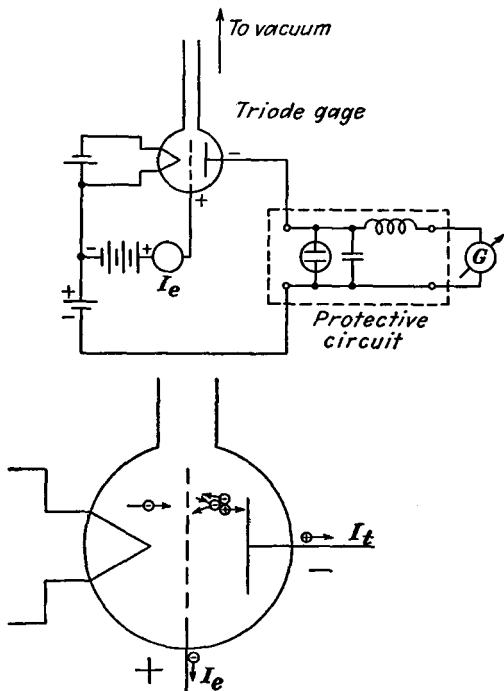 To vacuum
Triode gage
−
+
− +
I_e
+
−
G
Protective
circuit
⊖
⊖
⊖
⊕
⊕ I_t
−
+
⊖
I_e